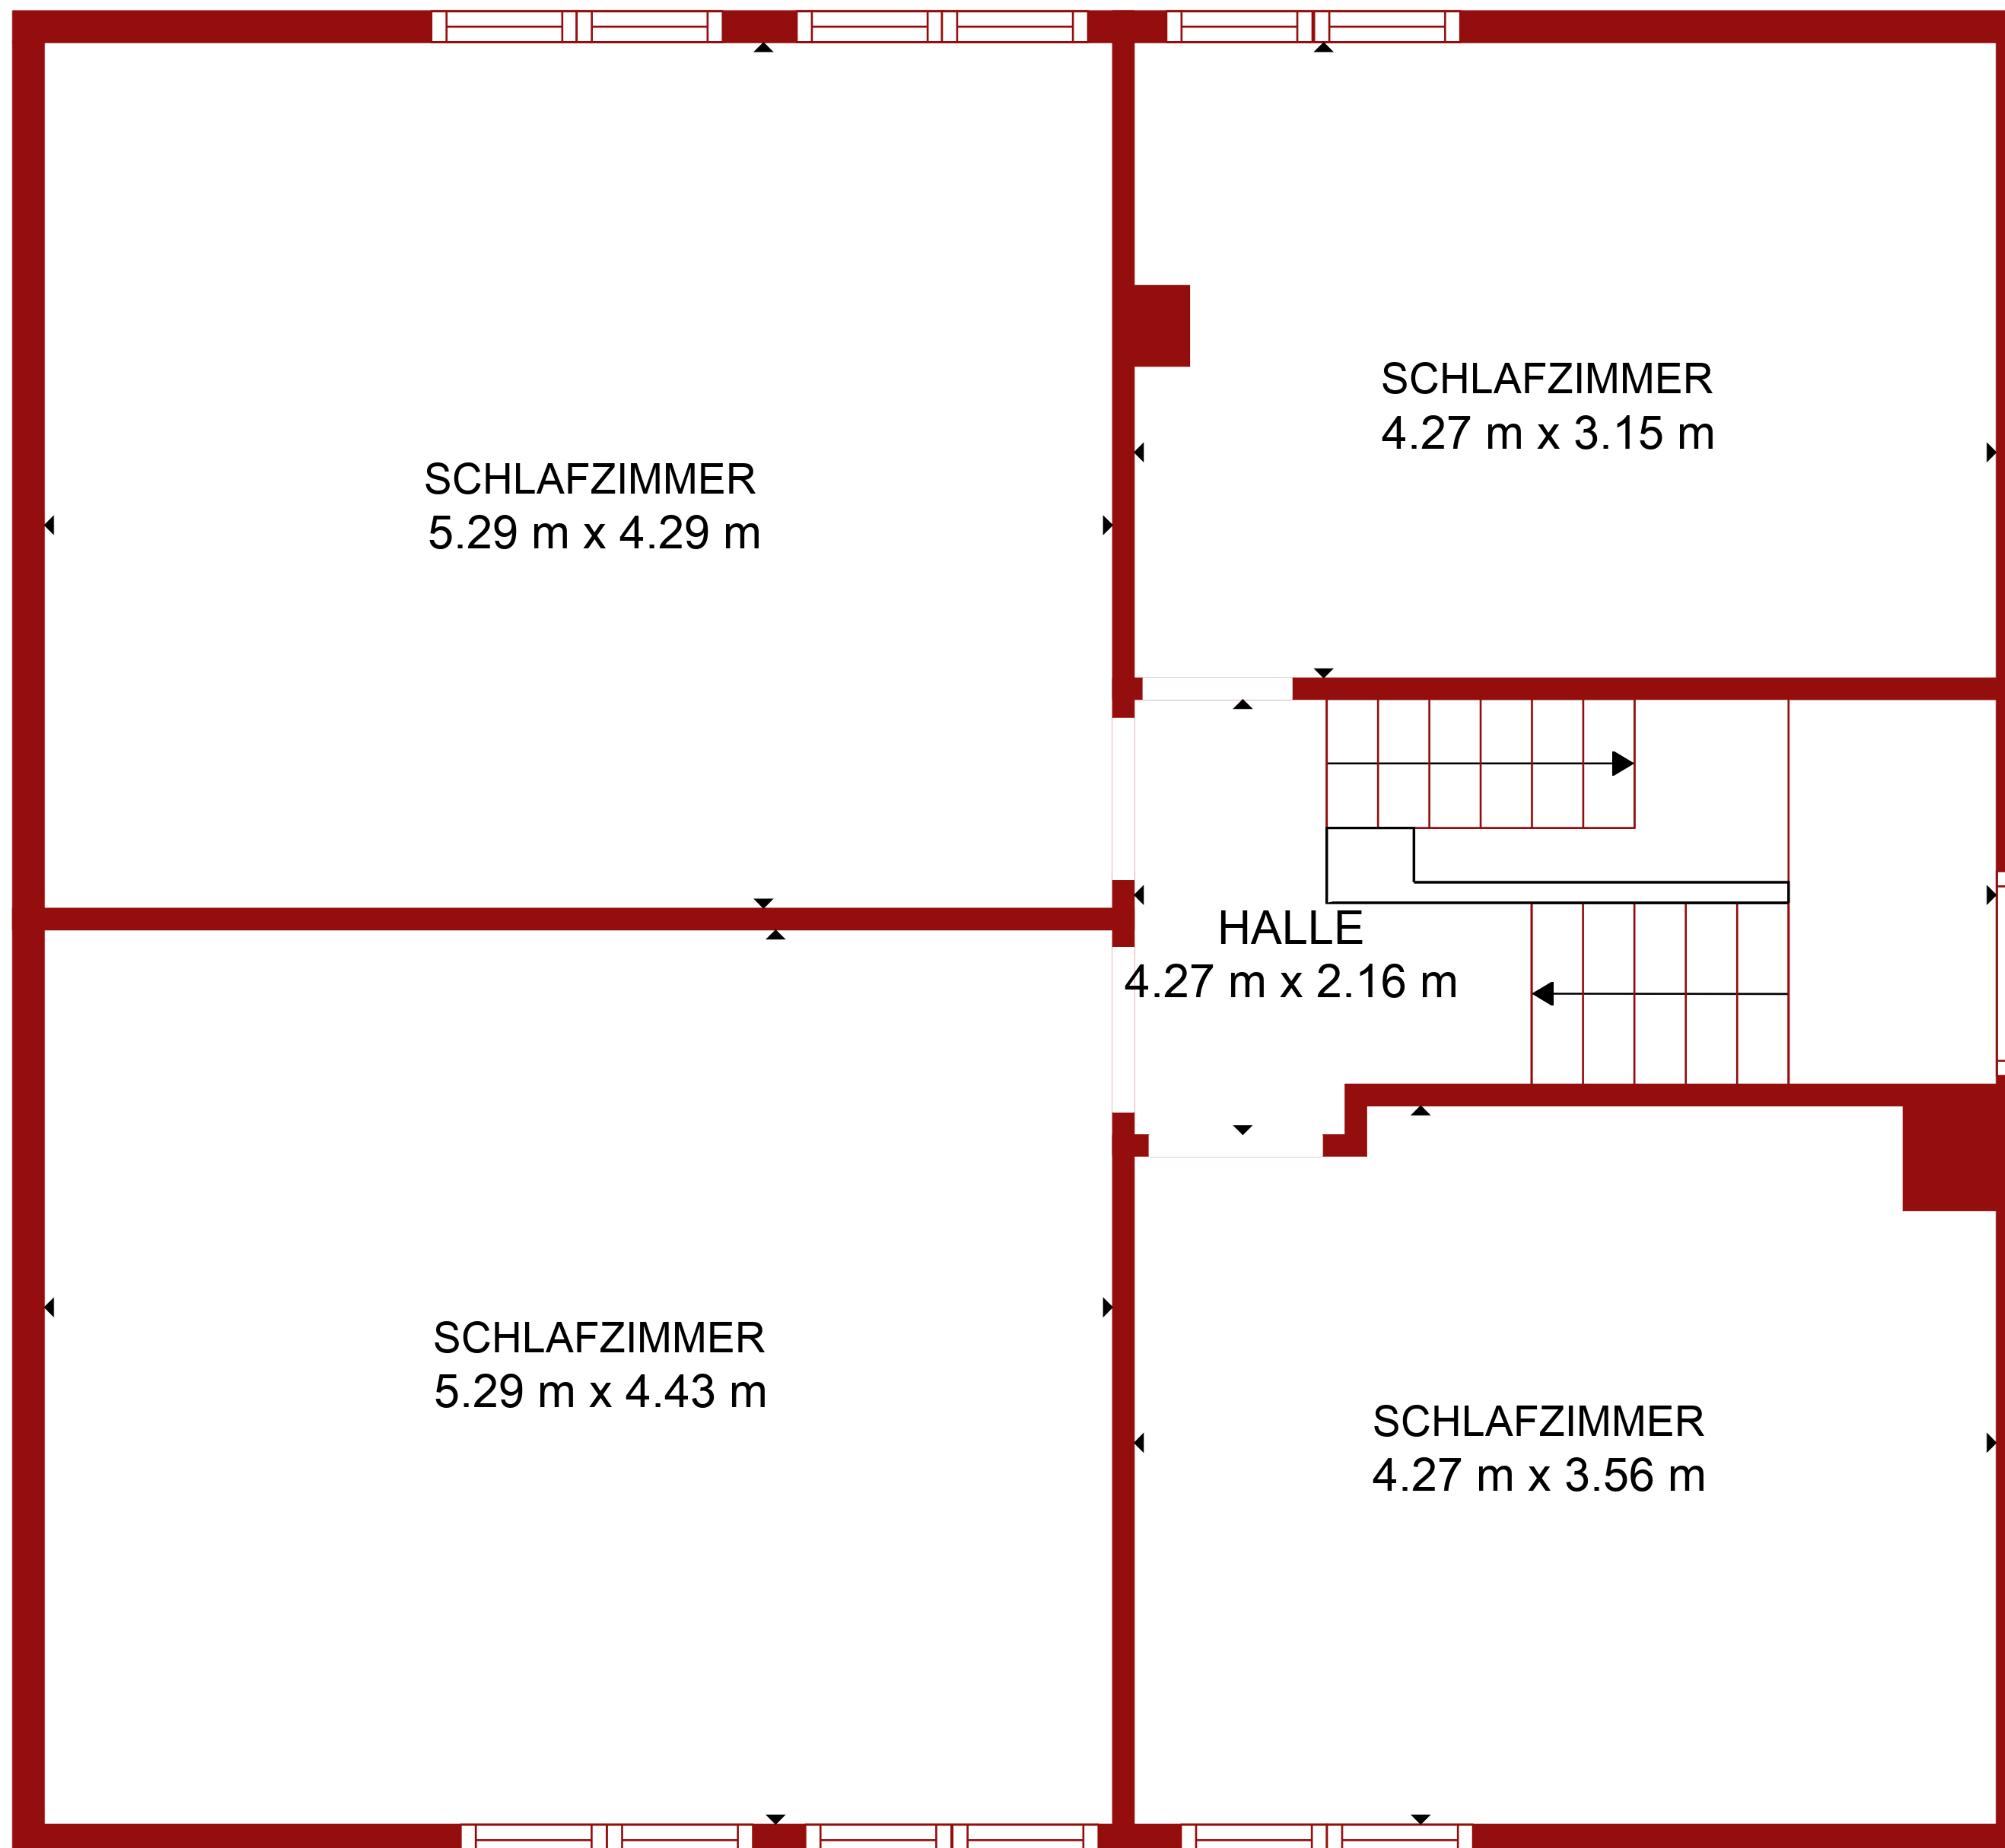 SCHLAFZIMMER
4.27 m x 3.15 m
SCHLAFZIMMER
5.29 m x 4.29 m
HALLE
4.27 m x 2.16 m
SCHLAFZIMMER
5.29 m x 4.43 m
SCHLAFZIMMER
4.27 m x 3.56 m